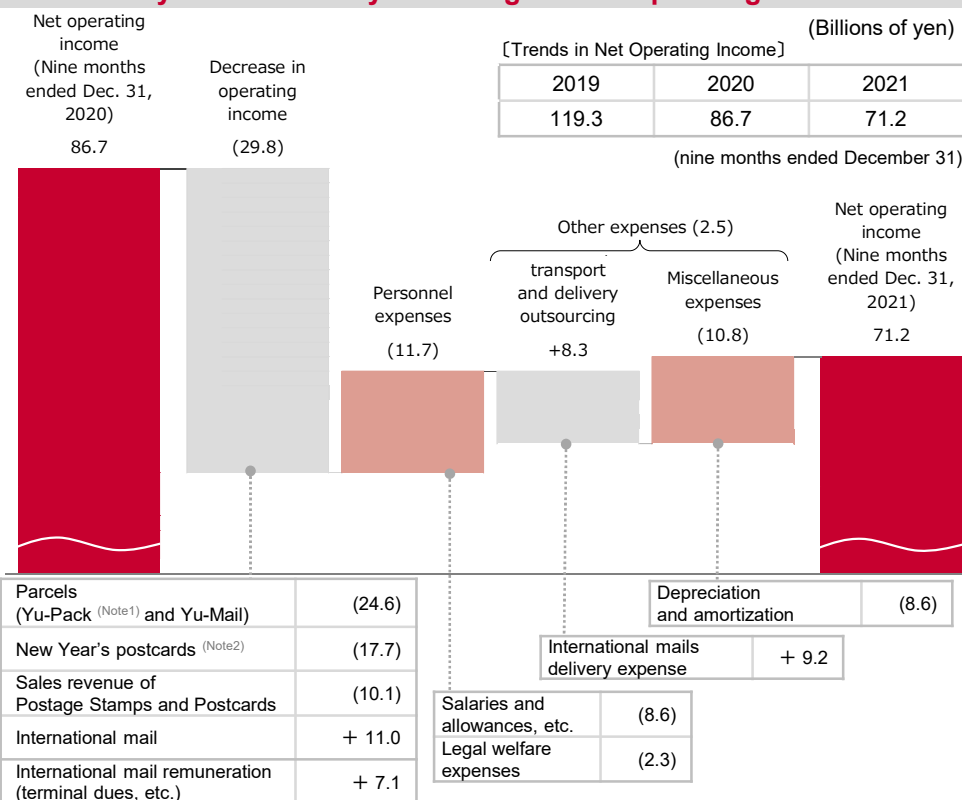 (Billions of yen)
〔Trends in Net Operating Income〕
2019 2020 2021
119.3 86.7 71.2
(nine months ended December 31)
Net operating
income
(Nine months
ended Dec. 31,
2020)
86.7
Decrease in
operating
income
(29.8)
Personnel
expenses
(11.7)
Other expenses (2.5)
transport
and delivery
outsourcing
+8.3
Miscellaneous
expenses
(10.8)
Net operating
income
(Nine months
ended Dec. 31,
2021)
71.2
Parcels
(Yu-Pack (Note1) and Yu-Mail) (24.6)
New Year's postcards (Note2) (17.7)
Sales revenue of
Postage Stamps and Postcards (10.1)
International mail + 11.0
International mail remuneration
(terminal dues, etc.) + 7.1
Salaries and
allowances, etc. (8.6)
Legal welfare
expenses (2.3)
International mails
delivery expense + 9.2
Depreciation
and amortization (8.6)